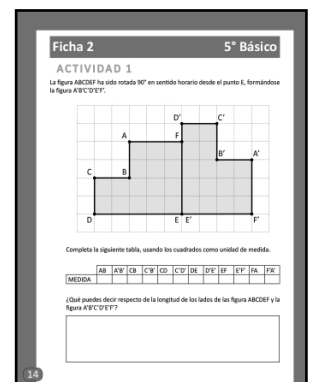 Ficha 2 5° Básico
ACTIVIDAD 1
La figura ABCDEF ha sido rotada 90° en sentido horario desde el punto E, formándose
la figura A'B'C'D'E'F'.
D' C'
A F
B' A'
C B
D E E' F'
Completa la siguiente tabla, usando los cuadrados como unidad de medida.
AB A'B' CB C'B' CD C'D' DE D'E' EF E'F' FA F'A'
MEDIDA
¿Qué puedes decir respecto de la longitud de los lados de las figura ABCDEF y la
figura A'B'C'D'E'F'?
14